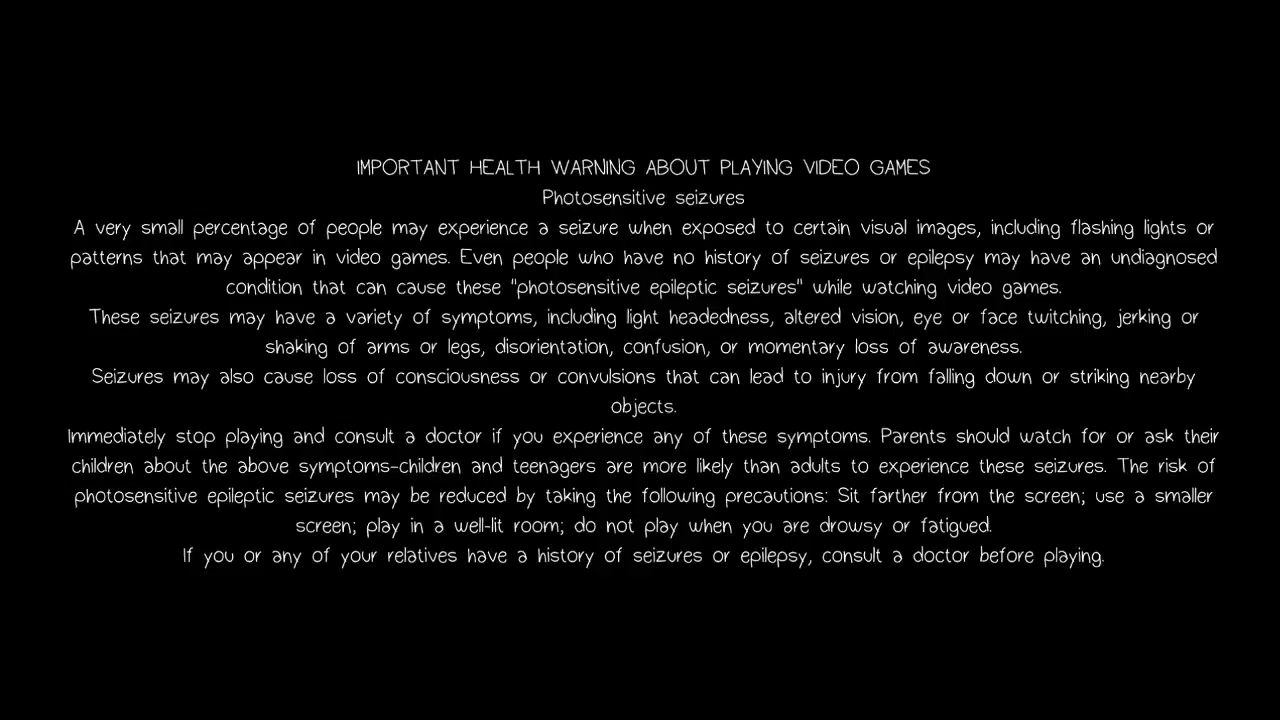 IMPORTANT HEALTH WARNING ABOUT PLAYING VIDEO GAMES
Photosensitive seizures
A very small percentage of people may experience a seizure when exposed to certain visual images, including flashing lights or
patterns that may appear in video games. Even people who have no history of seizures or epilepsy may have an undiagnosed
condition that can cause these "photosensitive epileptic seizures" while watching video games.
These seizures may have a variety of symptoms, including light headedness, altered vision, eye or face twitching, jerking or
shaking of arms or legs, disorientation, confusion, or momentary loss of awareness.
Seizures may also cause loss of consciousness or convulsions that can lead to injury from falling down or striking nearby
objects.
Immediately stop playing and consult a doctor if you experience any of these symptoms. Parents should watch for or ask their
children about the above symptoms-children and teenagers are more likely than adults to experience these seizures. The risk of
photosensitive epileptic seizures may be reduced by taking the following precautions: Sit farther from the screen; use a smaller
screen; play in a well-lit room; do not play when you are drowsy or fatigued.
If you or any of your relatives have a history of seizures or epilepsy, consult a doctor before playing.